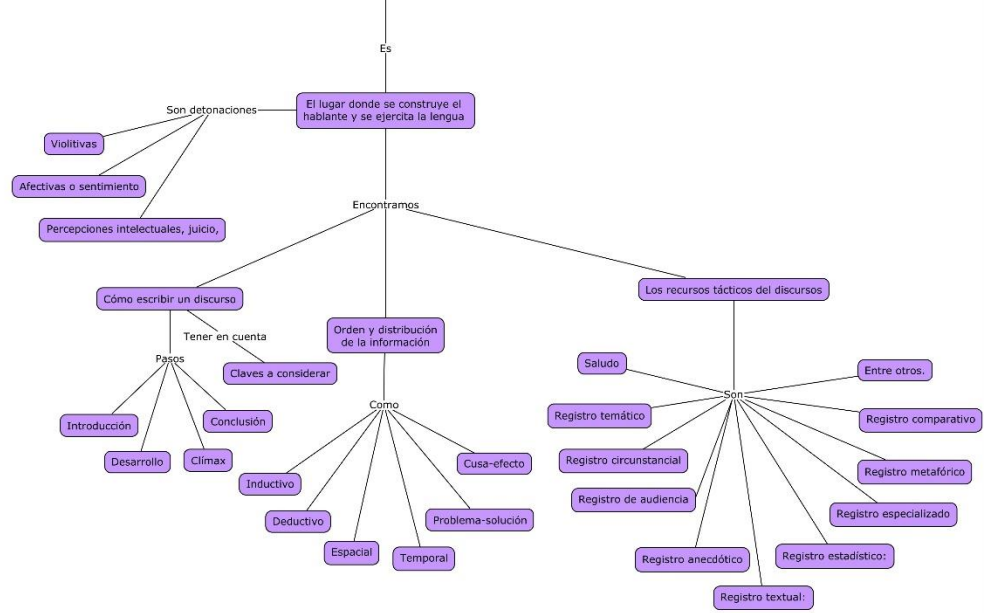 Es
El lugar donde se construye el
hablante y se ejercita la lengua
Son detonaciones
Violitivas
Afectivas o sentimiento
Percepciones intelectuales, juicio,
Encontramos
Cómo escribir un discurso
Tener en cuenta
Claves a considerar
Pasos
Introducción
Desarrollo
Clímax
Conclusión
Orden y distribución
de la información
Como
Inductivo
Deductivo
Espacial
Temporal
Problema-solución
Cusa-efecto
Los recursos tácticos del discursos
Son
Saludo
Registro temático
Registro circunstancial
Registro de audiencia
Registro anecdótico
Registro textual:
Registro estadístico:
Registro especializado
Registro metafórico
Registro comparativo
Entre otros.